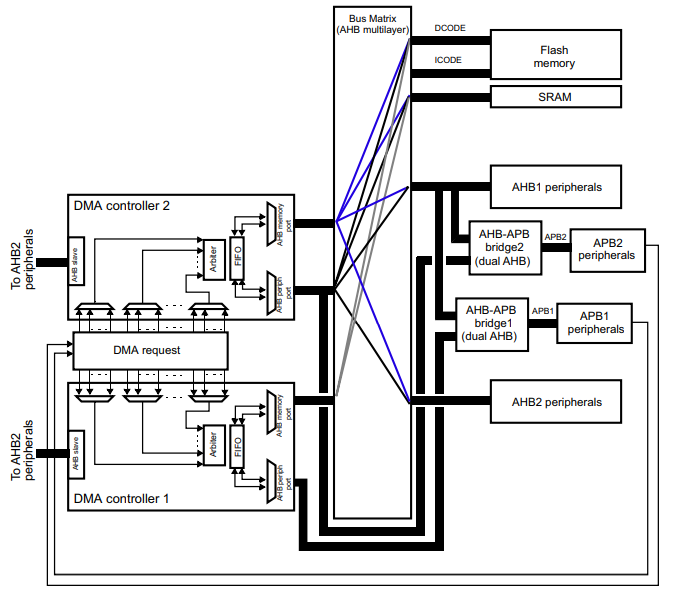 Bus Matrix
(AHB multilayer)
DCODE
ICODE
Flash
memory
SRAM
AHB1 peripherals
AHB-APB
bridge2
(dual AHB)
APB2
APB2
peripherals
AHB-APB
bridge1
(dual AHB)
APB1
APB1
peripherals
AHB2 peripherals
DMA controller 2
To AHB2
peripherals
AHB slave
Arbiter
FIFO
AHB memory
port
AHB periph
port
DMA request
To AHB2
peripherals
AHB slave
Arbiter
FIFO
AHB memory
port
AHB periph
port
DMA controller 1